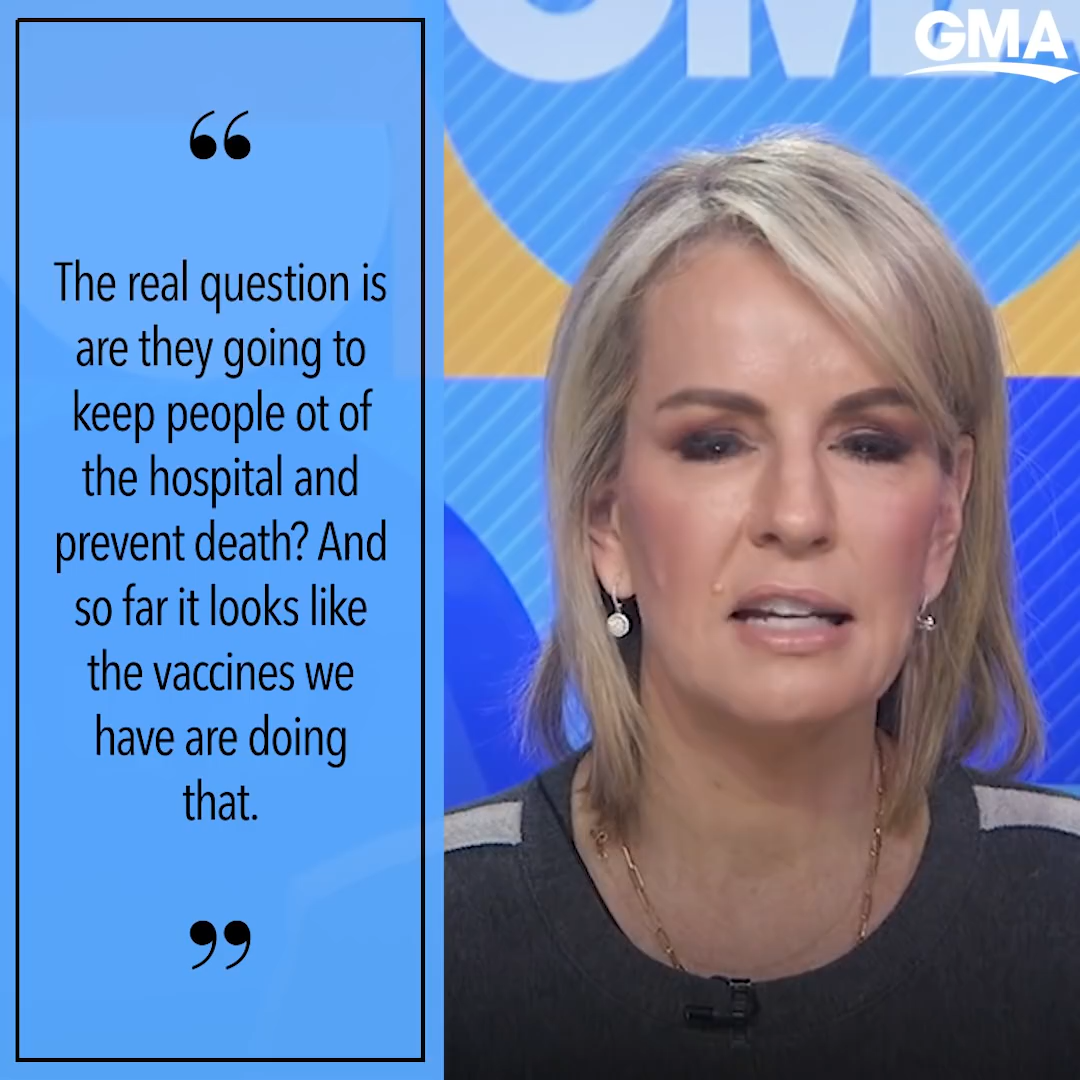 “
The real question is
are they going to
keep people ot of
the hospital and
prevent death? And
so far it looks like
the vaccines we
have are doing
that.
”
GMA